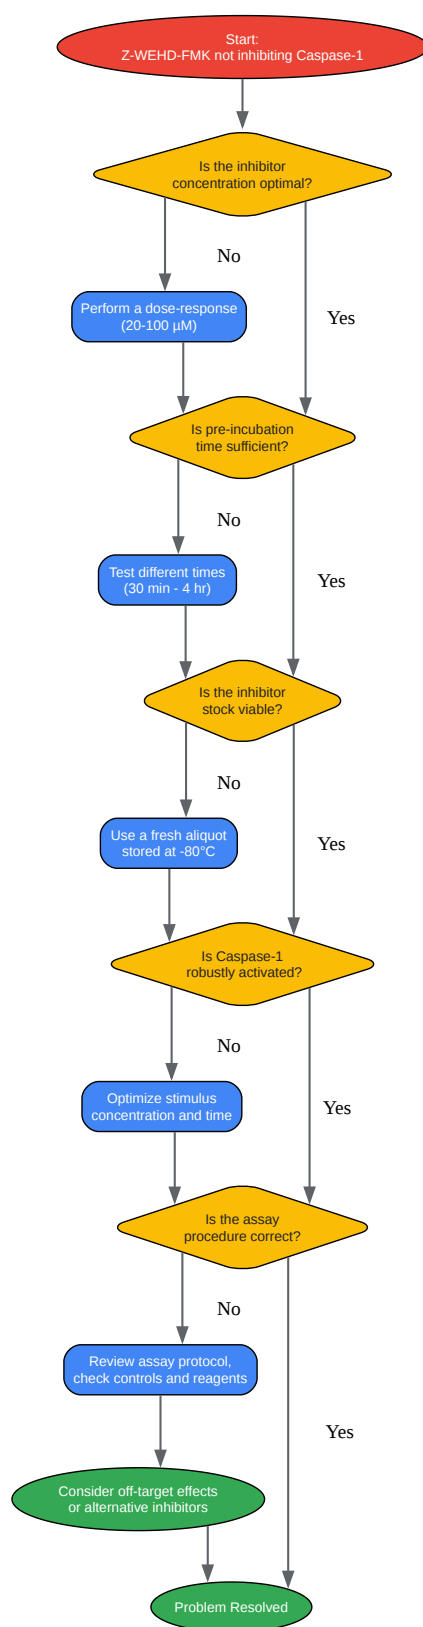 Start:
Z-WEHD-FMK not inhibiting Caspase-1
Is the inhibitor
concentration optimal?
No
Perform a dose-response
(20-100 µM)
Yes
Is pre-incubation
time sufficient?
No
Test different times
(30 min - 4 hr)
Yes
Is the inhibitor
stock viable?
No
Use a fresh aliquot
stored at -80°C
Yes
Is Caspase-1
robustly activated?
No
Optimize stimulus
concentration and time
Yes
Is the assay
procedure correct?
No
Review assay protocol,
check controls and reagents
Yes
Consider off-target effects
or alternative inhibitors
Problem Resolved